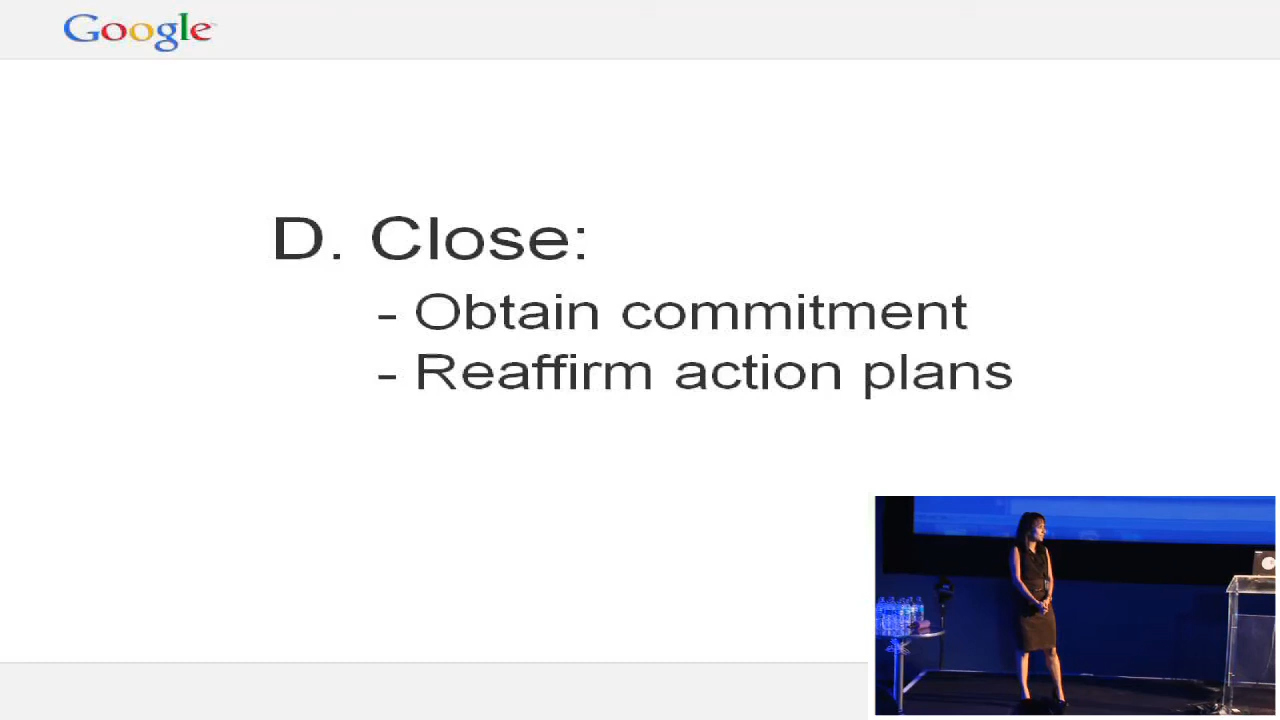 Google
D. Close:
- Obtain commitment
- Reaffirm action plans